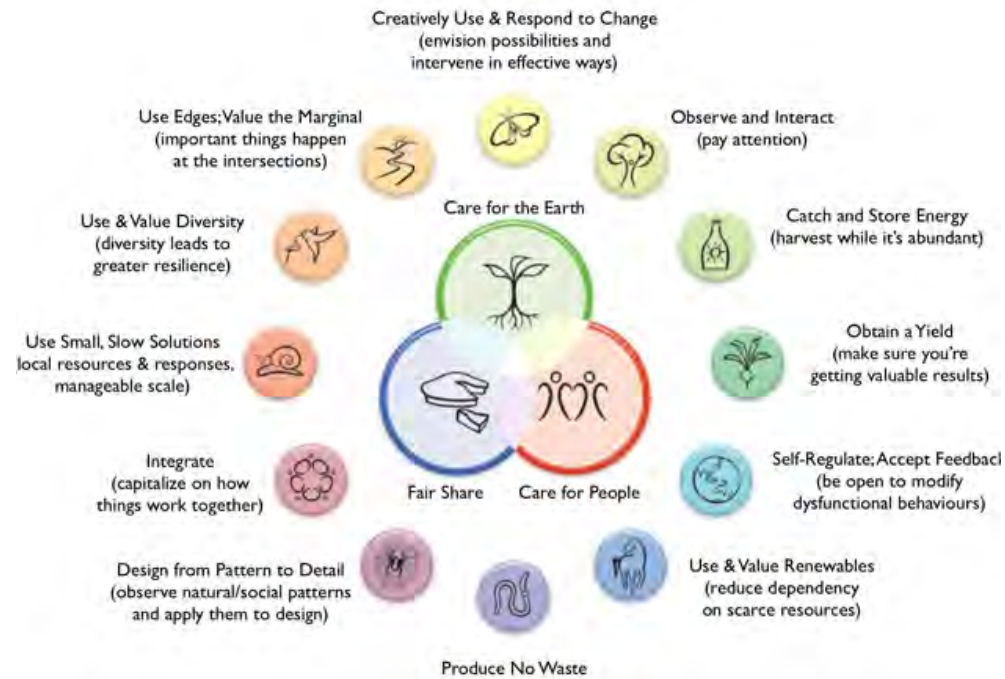 Creatively Use & Respond to Change
(envision possibilities and
intervene in effective ways)
Observe and Interact
(pay attention)
Catch and Store Energy
(harvest while it's abundant)
Obtain a Yield
(make sure you're
getting valuable results)
Self-Regulate; Accept Feedback
(be open to modify
dysfunctional behaviours)
Use & Value Renewables
(reduce dependency
on scarce resources)
Produce No Waste
Design from Pattern to Detail
(observe natural/social patterns
and apply them to design)
Integrate
(capitalize on how
things work together)
Use Small, Slow Solutions
local resources & responses,
manageable scale)
Use & Value Diversity
(diversity leads to
greater resilience)
Use Edges; Value the Marginal
(important things happen
at the intersections)
Care for the Earth
Fair Share
Care for People